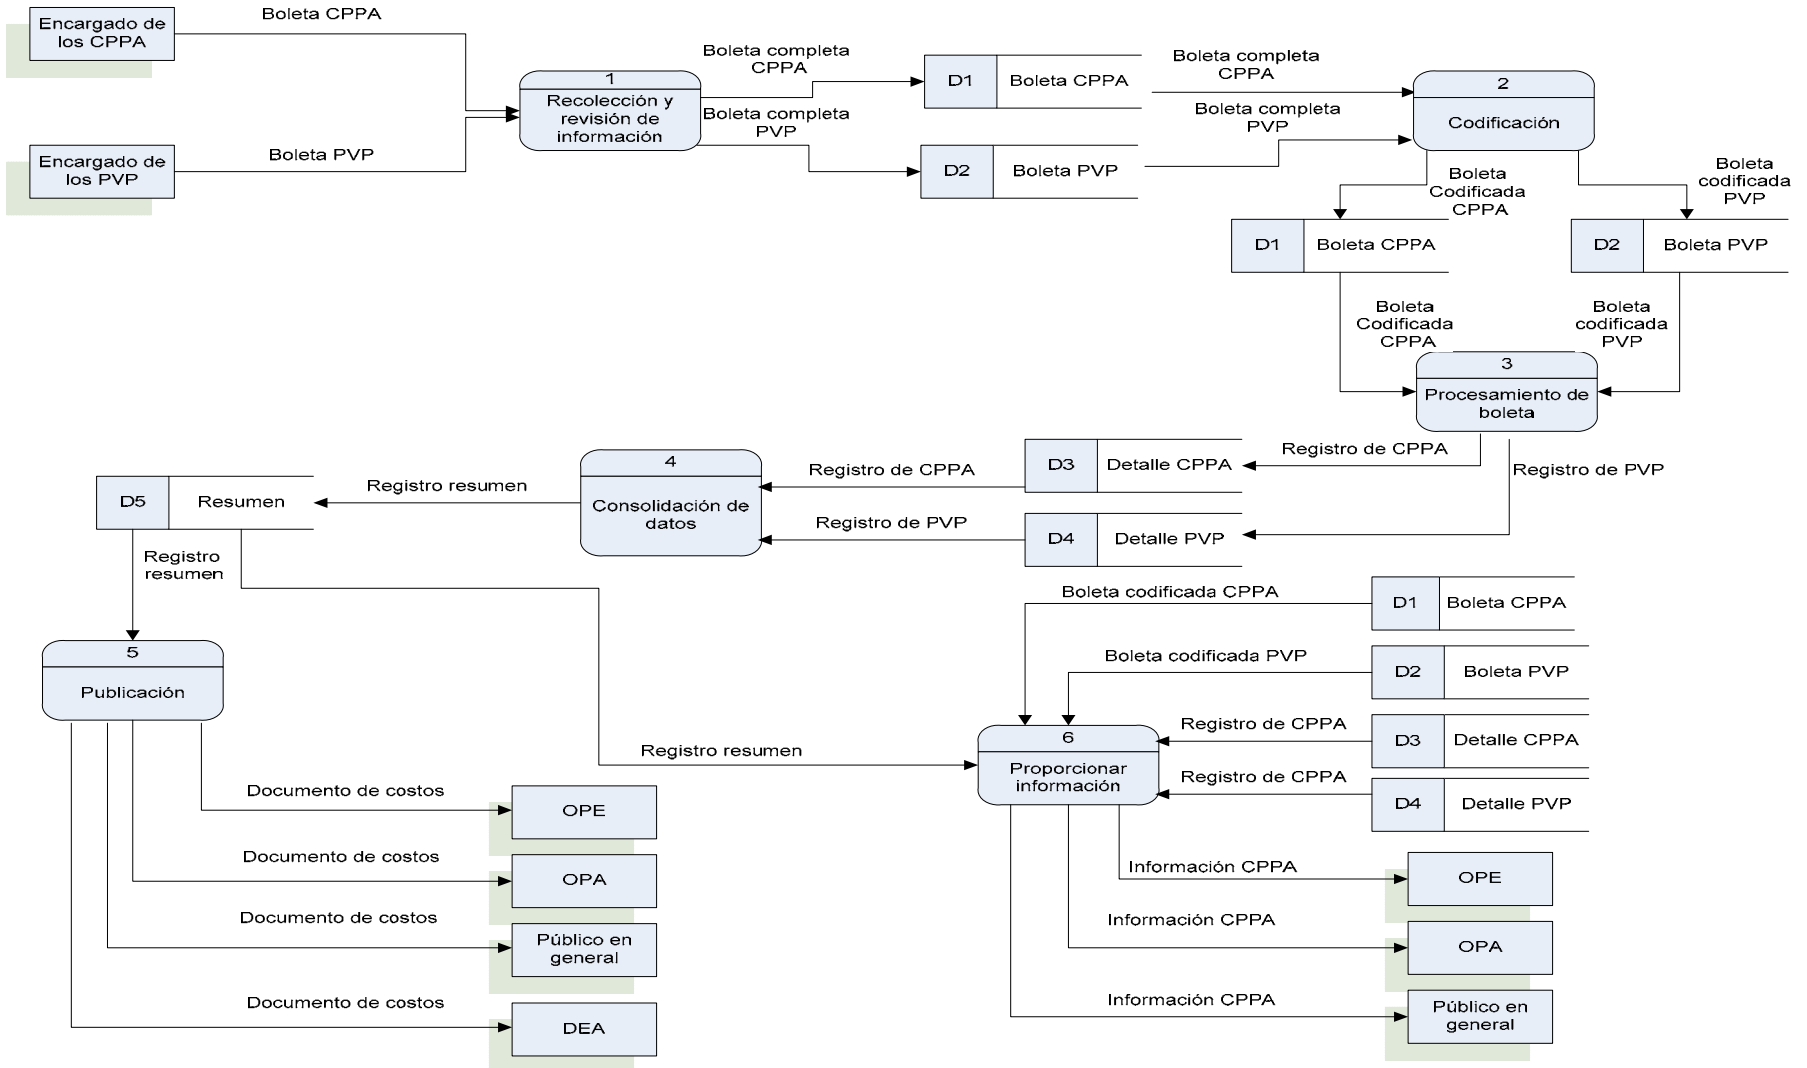 Encargado de
los CPPA
Boleta CPPA
Encargado de
los PVP
Boleta PVP
1
Recolección y
revisión de
información
Boleta completa
CPPA
Boleta completa
PVP
D1
Boleta CPPA
D2
Boleta PVP
Boleta completa
CPPA
Boleta completa
PVP
2
Codificación
Boleta
Codificada
CPPA
Boleta
codificada
PVP
D1
Boleta CPPA
D2
Boleta PVP
Boleta
Codificada
CPPA
Boleta
codificada
PVP
3
Procesamiento de
boleta
Registro de CPPA
Registro de PVP
D3
Detalle CPPA
D4
Detalle PVP
Registro de CPPA
Registro de PVP
4
Consolidación de
datos
Registro resumen
D5
Resumen
Registro
resumen
5
Publicación
Registro resumen
Documento de costos
OPE
Documento de costos
OPA
Documento de costos
Público en
general
Documento de costos
DEA
Boleta codificada CPPA
D1
Boleta CPPA
Boleta codificada PVP
D2
Boleta PVP
Registro de CPPA
D3
Detalle CPPA
Registro de CPPA
D4
Detalle PVP
6
Proporcionar
información
Información CPPA
OPE
Información CPPA
OPA
Información CPPA
Público en
general